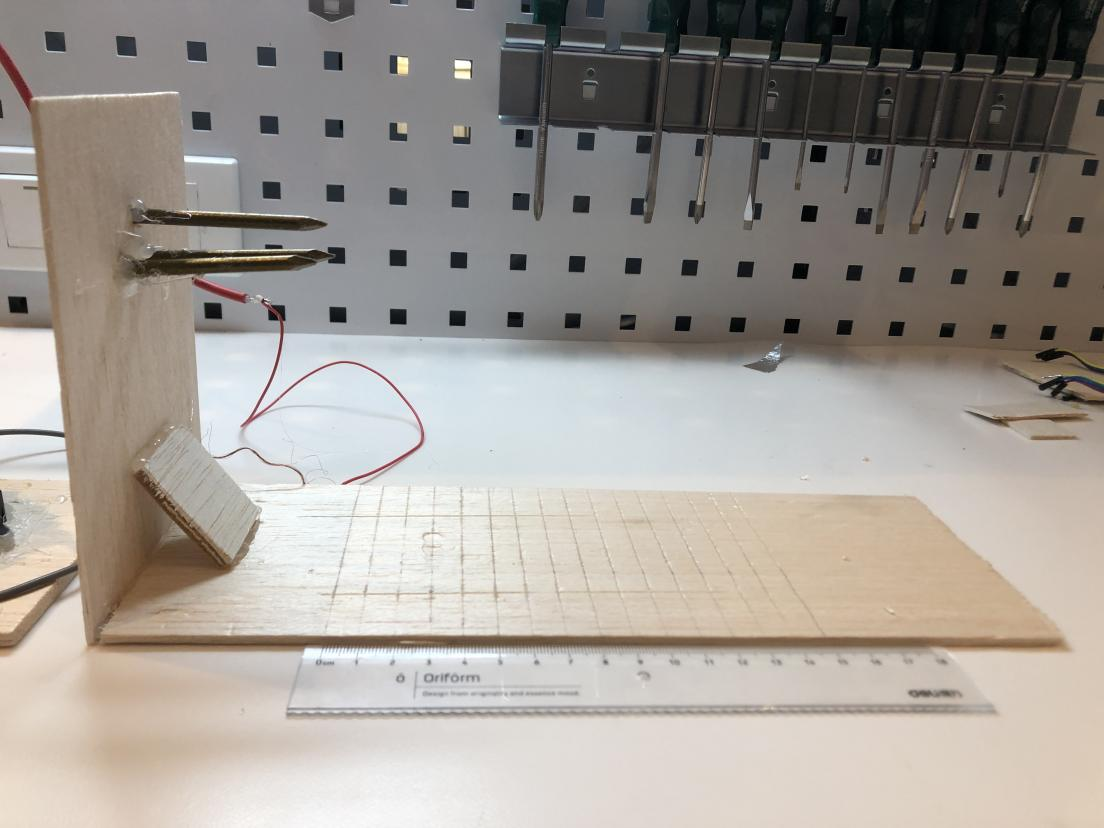 0cm 1 2 3 4 5 6 7 8 9 10 11 12 13 14 15 16 17 18
Oriförm
Design from originality and essence mood.